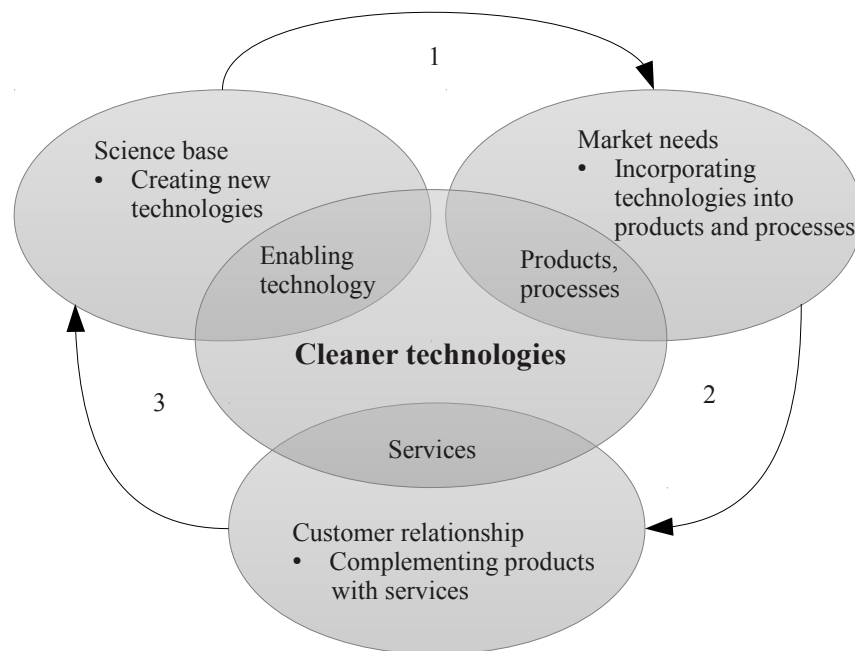 1
Science base
• Creating new
technologies
Market needs
• Incorporating
technologies into
products and processes
Enabling
technology
Products,
processes
Cleaner technologies
3
2
Services
Customer relationship
• Complementing products
with services